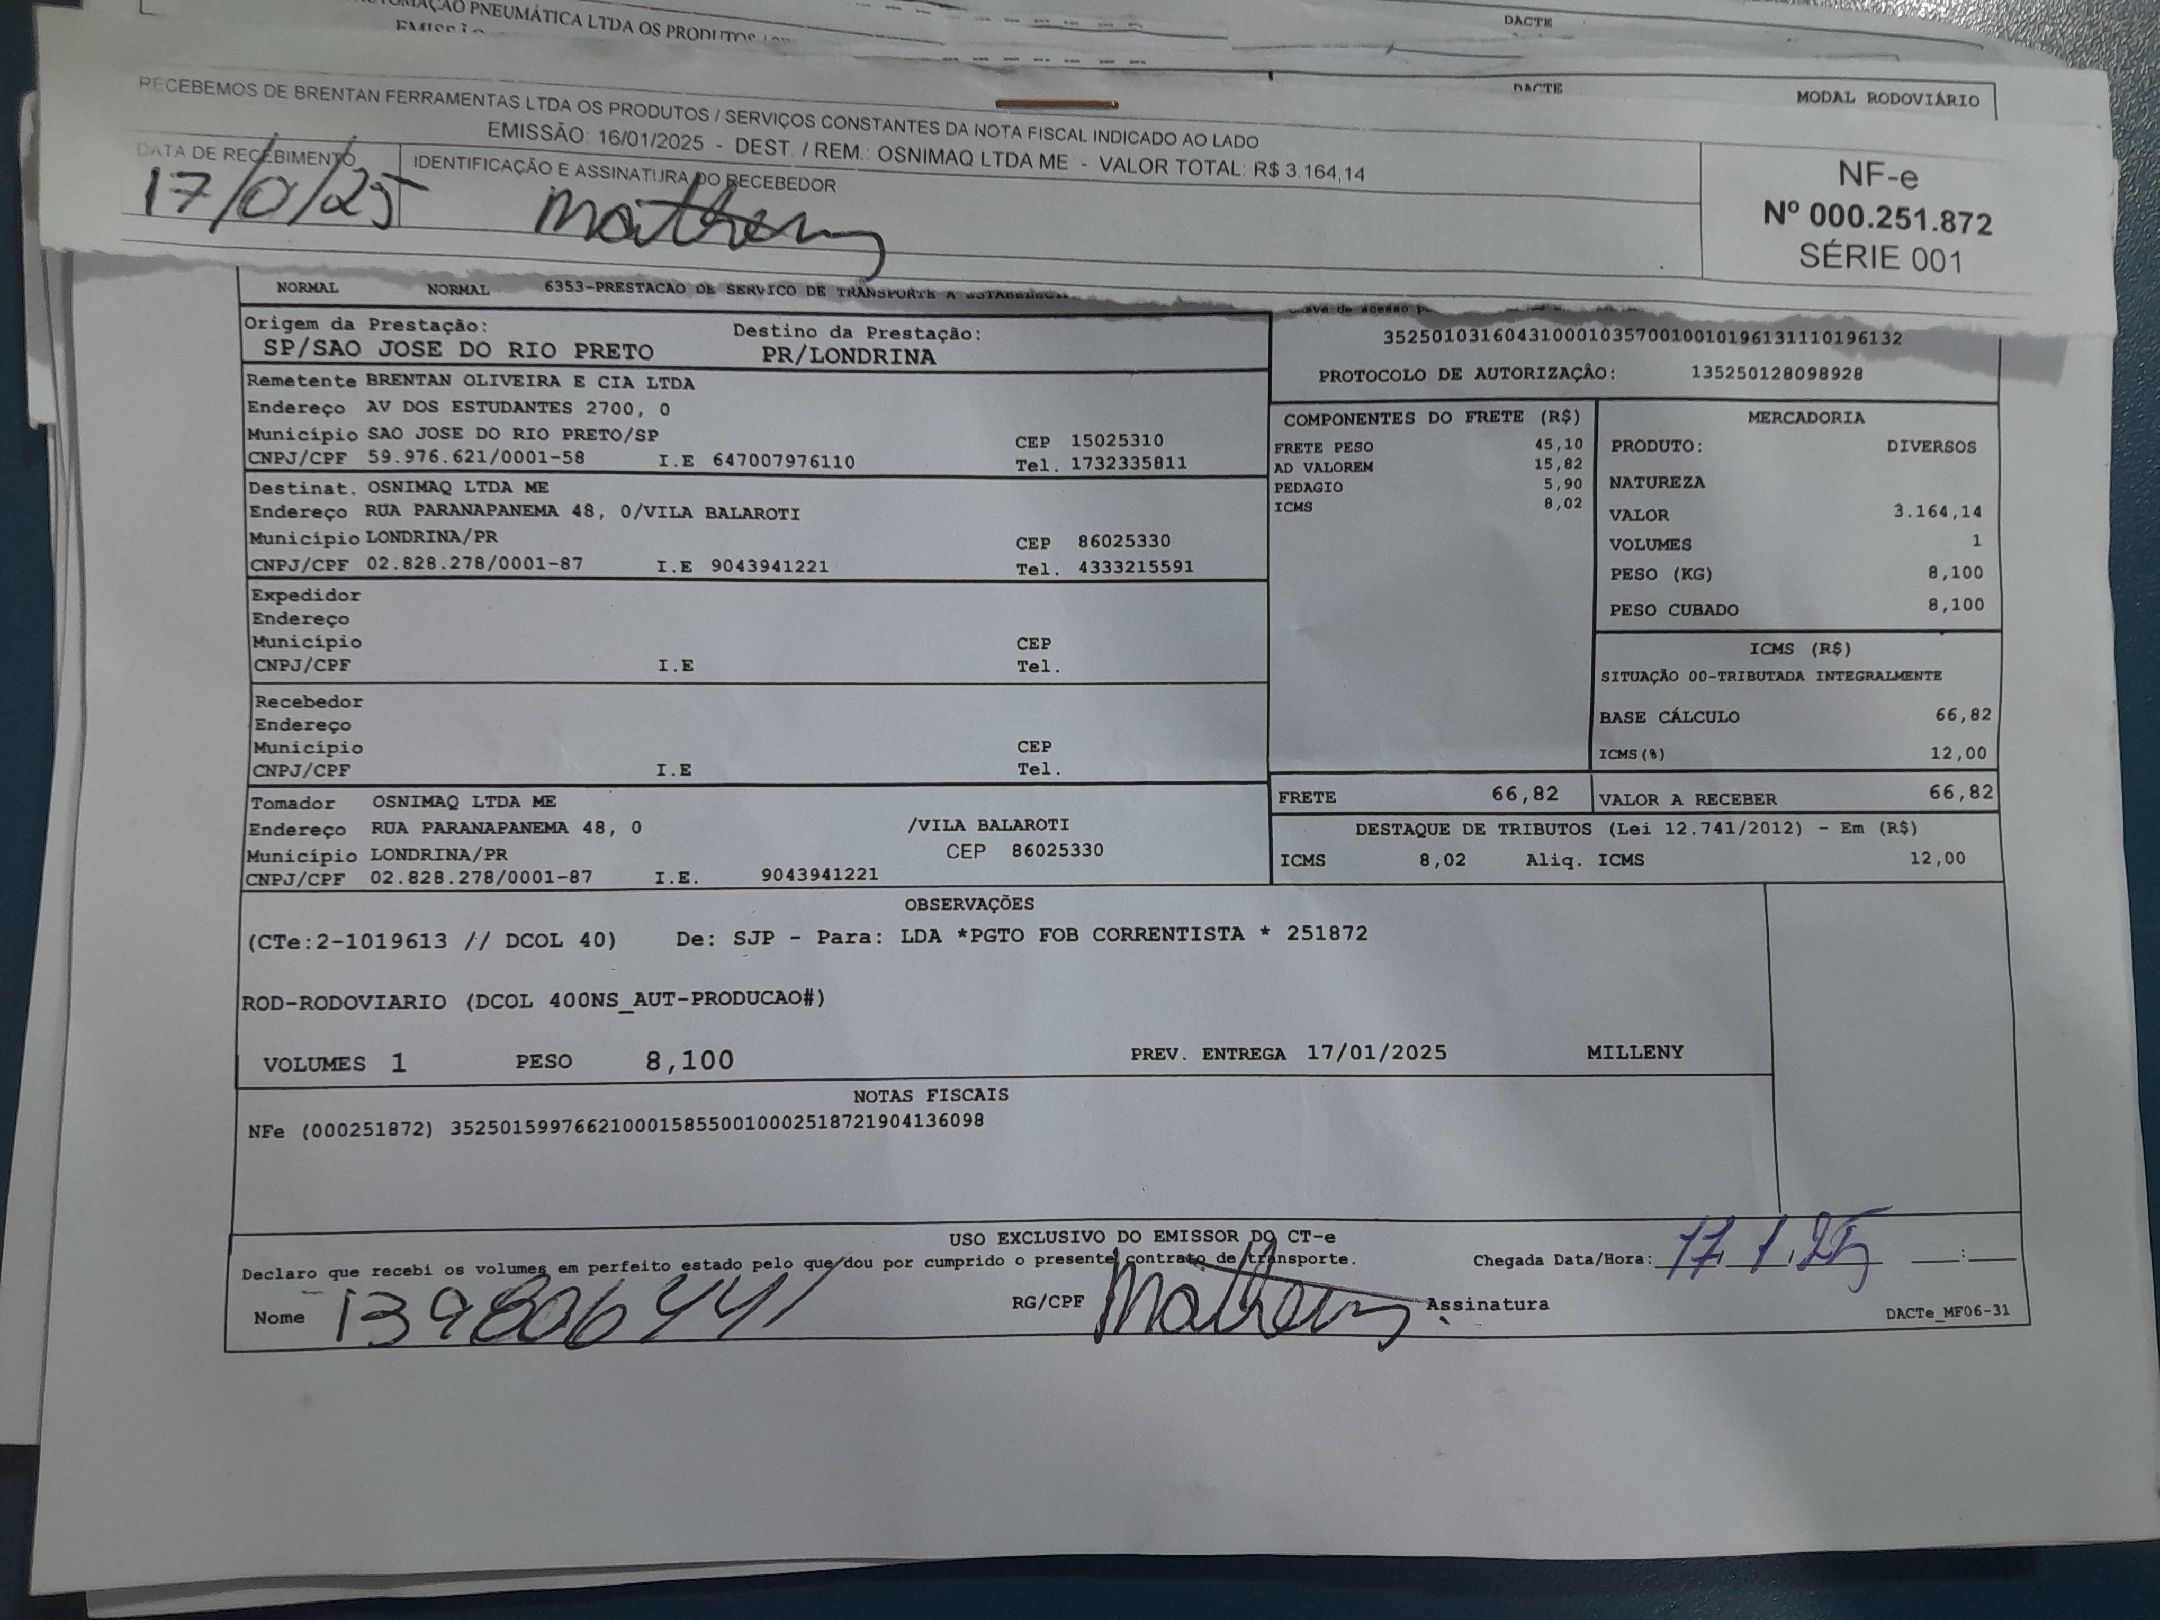 AÇÃO PNEUMÁTICA LTDA OS PRODUTOS
DACTE
DACTE
MODAL RODOVIÁRIO
RECEBEMOS DE BRENTAN FERRAMENTAS LTDA OS PRODUTOS / SERVIÇOS CONSTANTES DA NOTA FISCAL INDICADO AO LADO
EMISSÃO: 16/01/2025 - DEST. / REM.: OSNIMAQ LTDA ME - VALOR TOTAL: R$ 3.164,14
DATA DE RECEBIMENTO
IDENTIFICAÇÃO E ASSINATURA DO RECEBEDOR
17/0/25 Matheus
NF-e
Nº 000.251.872
SÉRIE 001
NORMAL NORMAL 6353-PRESTACAO DE SERVICO DE TRANSPORTE A
Origem da Prestação: Destino da Prestação:
SP/SAO JOSE DO RIO PRETO PR/LONDRINA
Remetente BRENTAN OLIVEIRA E CIA LTDA
Endereço AV DOS ESTUDANTES 2700, 0
Município SAO JOSE DO RIO PRETO/SP CEP 15025310
CNPJ/CPF 59.976.621/0001-58 I.E 647007976110 Tel. 1732335811
Destinat. OSNIMAQ LTDA ME
Endereço RUA PARANAPANEMA 48, 0/VILA BALAROTI
Município LONDRINA/PR CEP 86025330
CNPJ/CPF 02.828.278/0001-87 I.E 9043941221 Tel. 4333215591
Expedidor
Endereço
Município CEP
CNPJ/CPF I.E Tel.
Recebedor
Endereço
Município CEP
CNPJ/CPF I.E Tel.
Tomador OSNIMAQ LTDA ME
Endereço RUA PARANAPANEMA 48, 0 /VILA BALAROTI
Município LONDRINA/PR CEP 86025330
CNPJ/CPF 02.828.278/0001-87 I.E. 9043941221
35250103160431000103570010010196131110196132
PROTOCOLO DE AUTORIZAÇÃO: 135250128098928
COMPONENTES DO FRETE (R$)
FRETE PESO 45,10
AD VALOREM 15,82
PEDAGIO 5,90
ICMS 8,02
MERCADORIA
PRODUTO: DIVERSOS
NATUREZA
VALOR 3.164,14
VOLUMES 1
PESO (KG) 8,100
PESO CUBADO 8,100
ICMS (R$)
SITUAÇÃO 00-TRIBUTADA INTEGRALMENTE
BASE CÁLCULO 66,82
ICMS(%) 12,00
FRETE 66,82 VALOR A RECEBER 66,82
DESTAQUE DE TRIBUTOS (Lei 12.741/2012) - Em (R$)
ICMS 8,02 Aliq. ICMS 12,00
OBSERVAÇÕES
(CTe:2-1019613 // DCOL 40) De: SJP - Para: LDA *PGTO FOB CORRENTISTA * 251872
ROD-RODOVIARIO (DCOL 400NS_AUT-PRODUCAO#)
VOLUMES 1 PESO 8,100 PREV. ENTREGA 17/01/2025 MILLENY
NOTAS FISCAIS
NFe (000251872) 35250159976621000158550010002518721904136098
USO EXCLUSIVO DO EMISSOR DO CT-e
Declaro que recebi os volumes em perfeito estado pelo que dou por cumprido o presente contrato de transporte. Chegada Data/Hora: 17 1 25 :
Nome 139806441 RG/CPF Matheus Assinatura
DACTe_MF06-31